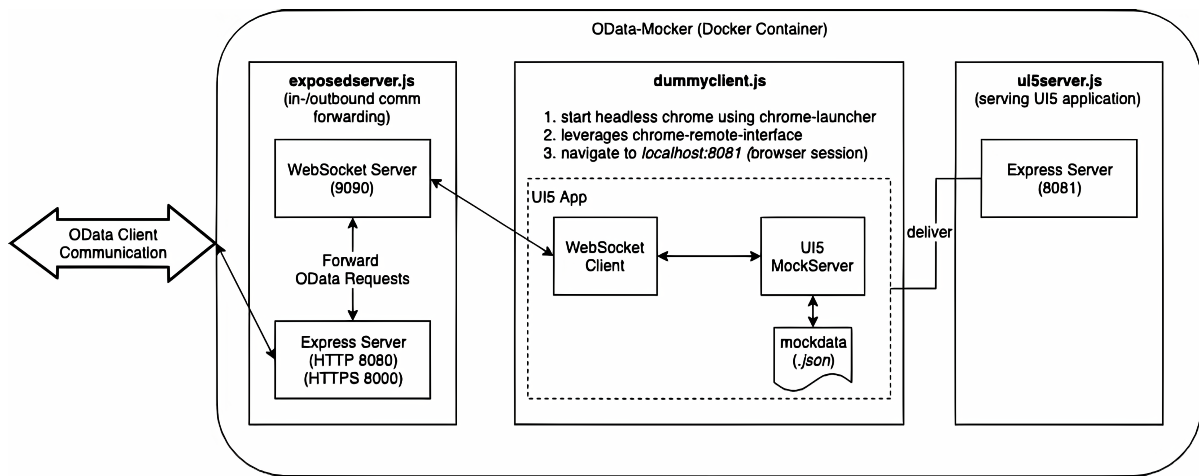 OData-Mocker (Docker Container)
exposedserver.js
(in-/outbound comm
forwarding)
WebSocket Server
(9090)
Forward
OData Requests
Express Server
(HTTP 8080)
(HTTPS 8000)
OData Client
Communication
dummyclient.js
1. start headless chrome using chrome-launcher
2. leverages chrome-remote-interface
3. navigate to localhost:8081 (browser session)
UI5 App
WebSocket
Client
UI5
MockServer
mockdata
(.json)
deliver
ui5server.js
(serving UI5 application)
Express Server
(8081)